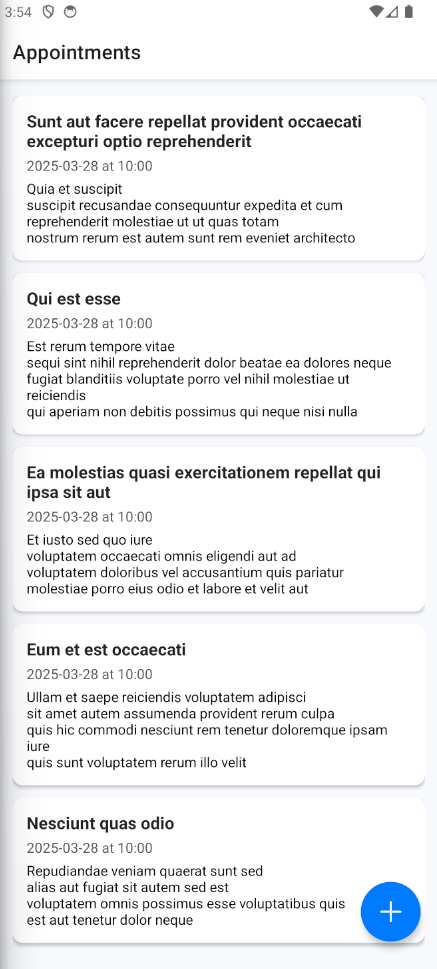 3:54
Appointments
Sunt aut facere repellat provident occaecati
excepturi optio reprehenderit
2025-03-28 at 10:00
Quia et suscipit
suscipit recusandae consequuntur expedita et cum
reprehenderit molestiae ut ut quas totam
nostrum rerum est autem sunt rem eveniet architecto
Qui est esse
2025-03-28 at 10:00
Est rerum tempore vitae
sequi sint nihil reprehenderit dolor beatae ea dolores neque
fugiat blanditiis voluptate porro vel nihil molestiae ut
reiciendis
qui aperiam non debitis possimus qui neque nisi nulla
Ea molestias quasi exercitationem repellat qui
ipsa sit aut
2025-03-28 at 10:00
Et iusto sed quo iure
voluptatem occaecati omnis eligendi aut ad
voluptatem doloribus vel accusantium quis pariatur
molestiae porro eius odio et labore et velit aut
Eum et est occaecati
2025-03-28 at 10:00
Ullam et saepe reiciendis voluptatem adipisci
sit amet autem assumenda provident rerum culpa
quis hic commodi nesciunt rem tenetur doloremque ipsam
iure
quis sunt voluptatem rerum illo velit
Nesciunt quas odio
2025-03-28 at 10:00
Repudiandae veniam quaerat sunt sed
alias aut fugiat sit autem sed est
voluptatem omnis possimus esse voluptatibus quis
est aut tenetur dolor neque